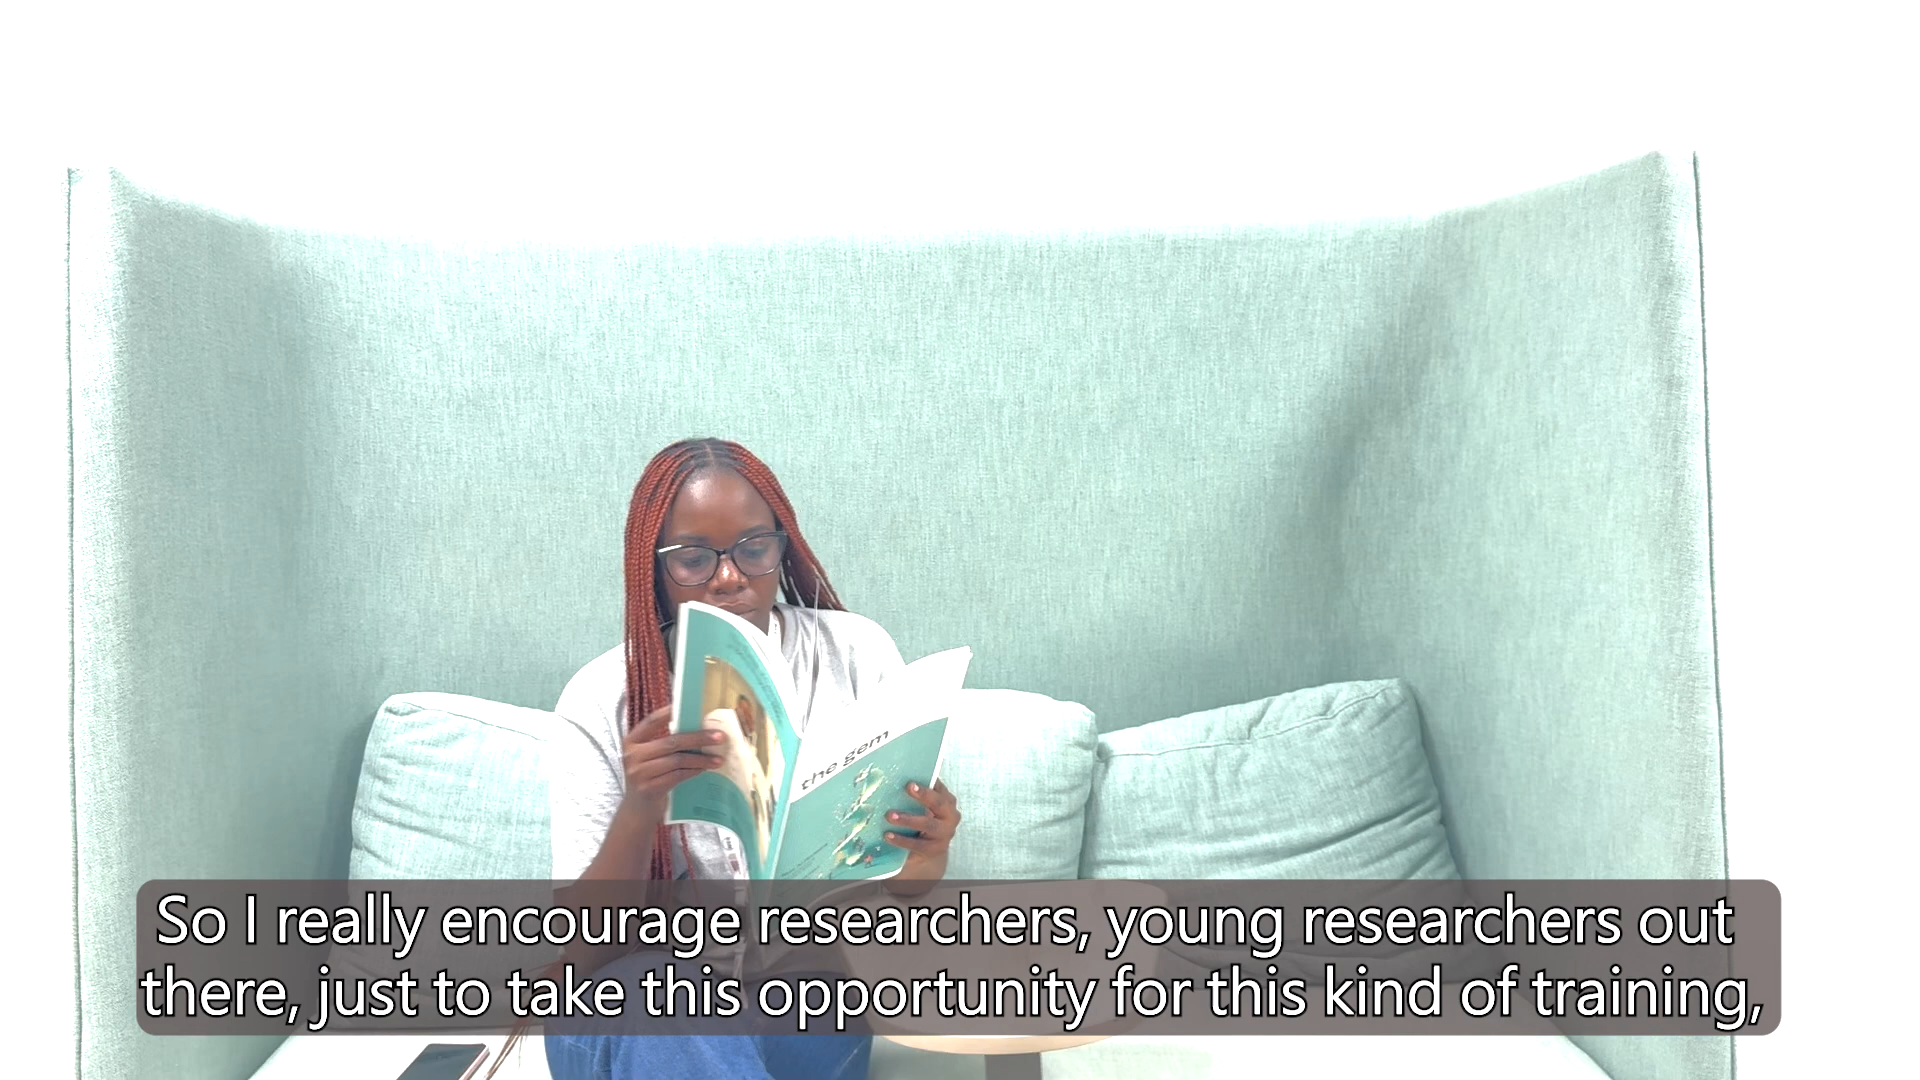 the gem
So I really encourage researchers, young researchers out
there, just to take this opportunity for this kind of training,